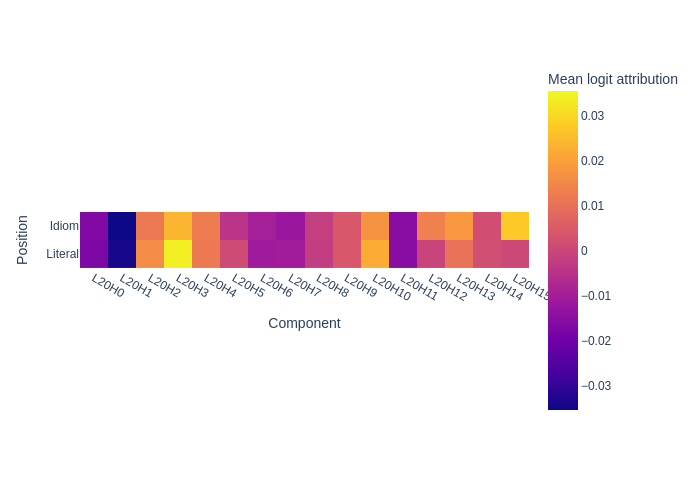 Mean logit attribution
0.03
0.02
0.01
0
−0.01
−0.02
−0.03
Position
Idiom
Literal
L20H0
L20H1
L20H2
L20H3
L20H4
L20H5
L20H6
L20H7
L20H8
L20H9
L20H10
L20H11
L20H12
L20H13
L20H14
L20H15
Component